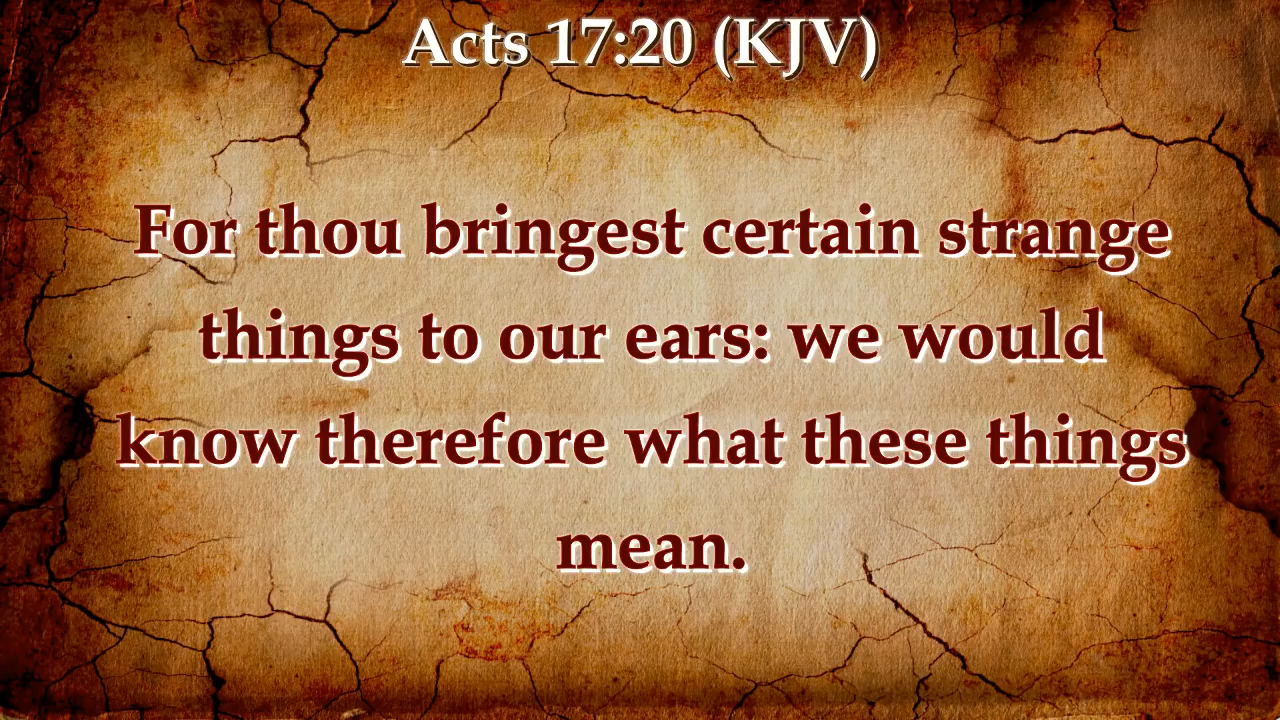 Acts 17:20 (KJV)
For thou bringest certain strange
things to our ears: we would
know therefore what these things
mean.